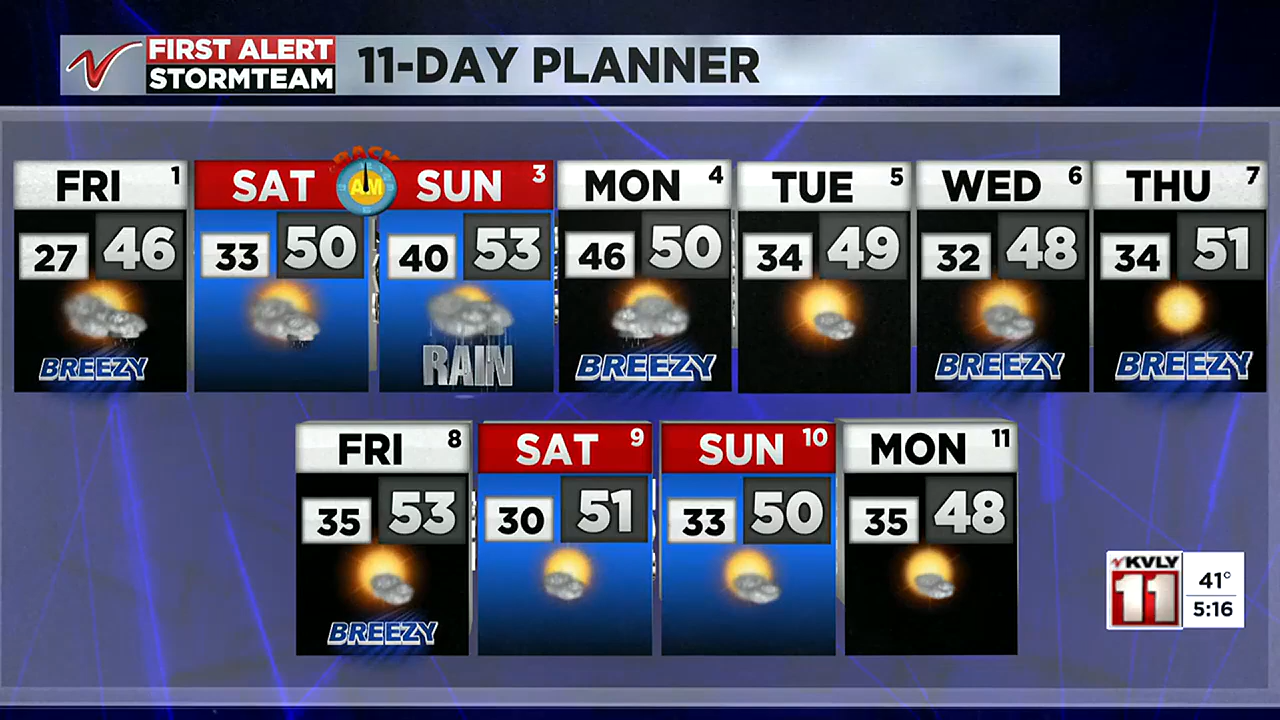 FIRST ALERT
STORMTEAM
11-DAY PLANNER
FRI 1
SAT
BACK
AM
SUN 3
MON 4
TUE 5
WED 6
THU 7
27 46
33 50
40 53
46 50
34 49
32 48
34 51
BREEZY
RAIN
BREEZY
BREEZY
BREEZY
FRI 8
SAT 9
SUN 10
MON 11
35 53
30 51
33 50
35 48
BREEZY
KVLY
11
41°
5:16